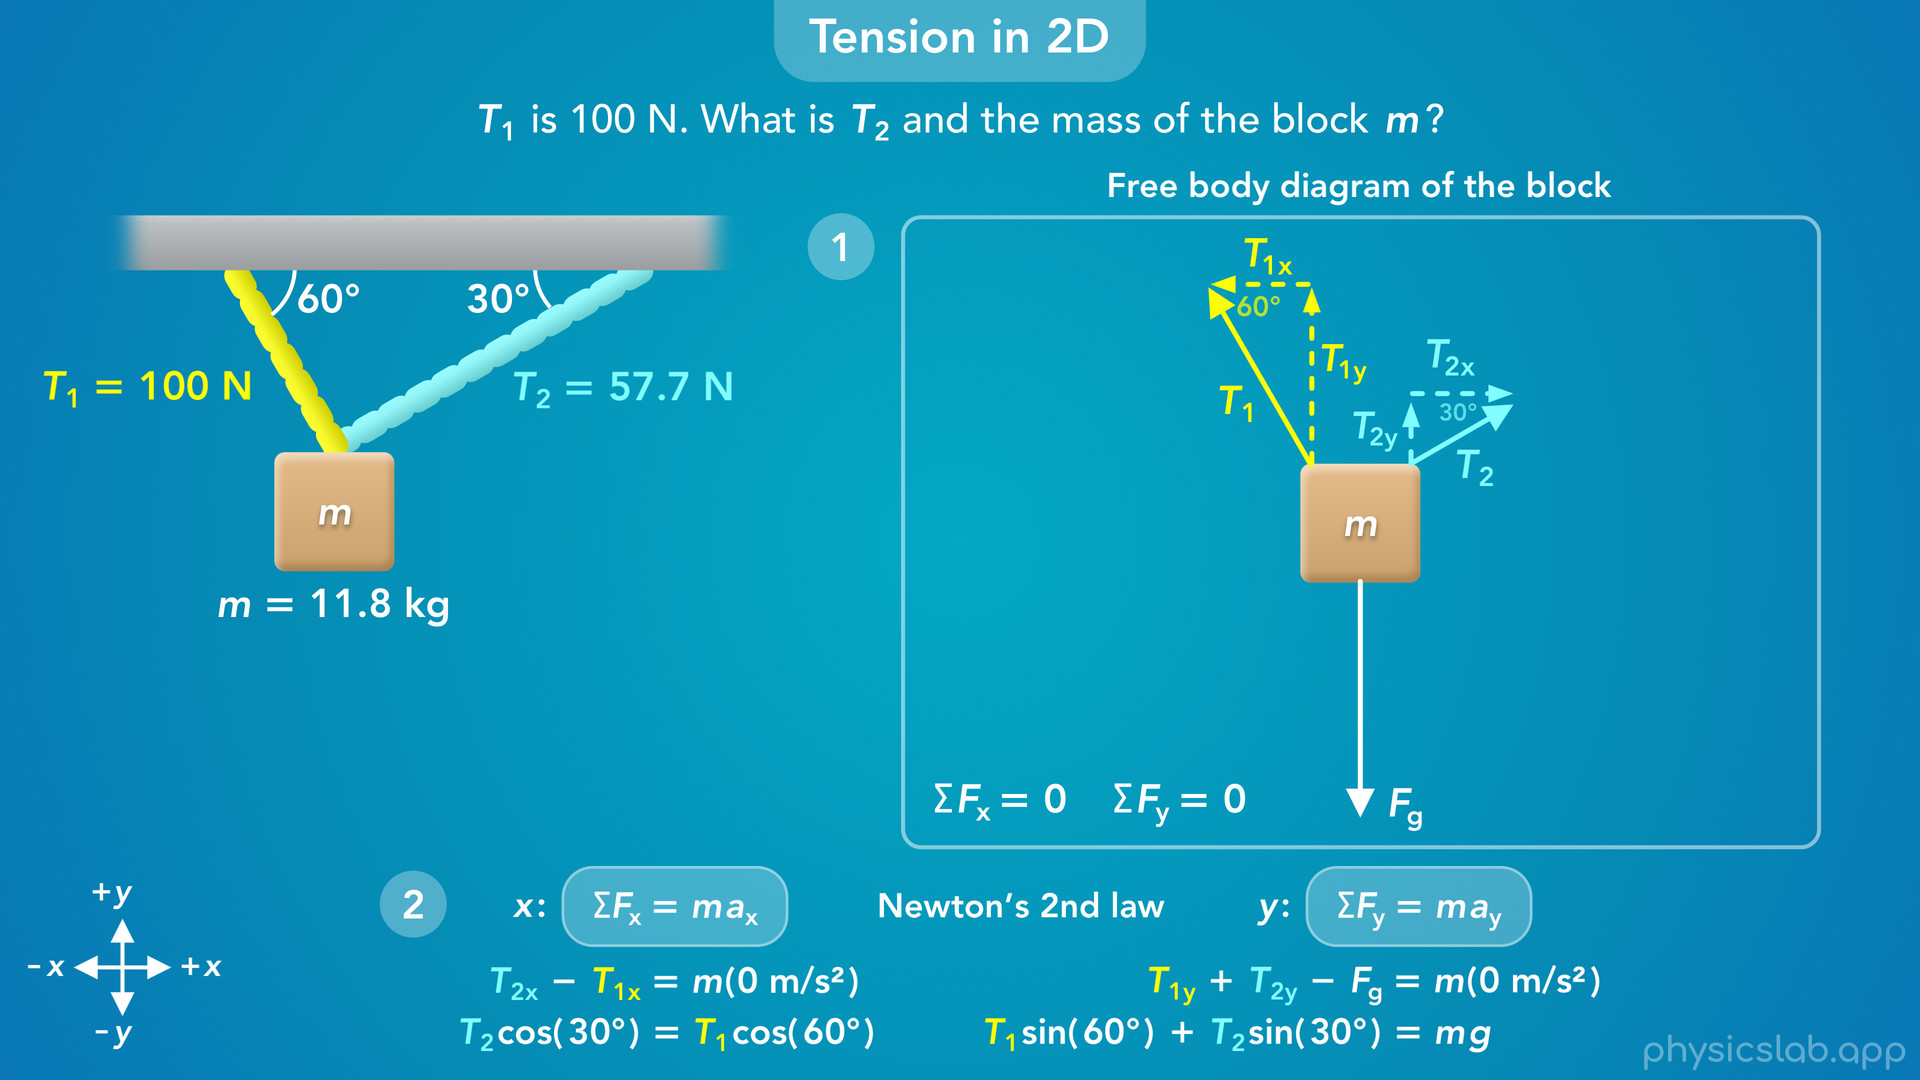 Tension in 2D
T₁ is 100 N. What is T₂ and the mass of the block m?
Free body diagram of the block
1
60°
30°
T₁ = 100 N
T₂ = 57.7 N
m
m = 11.8 kg
T₁ₓ
60°
T₁
T₁y
T₂ₓ
30°
T₂y
T₂
m
ΣFₓ = 0 ΣFy = 0
Fg
2
x: ΣFₓ = maₓ
Newton's 2nd law
y: ΣFy = may
T₂ₓ − T₁ₓ = m(0 m/s²)
T₂cos(30°) = T₁cos(60°)
T₁y + T₂y − Fg = m(0 m/s²)
T₁sin(60°) + T₂sin(30°) = mg
+y
-x
+x
-y
physicslab.app